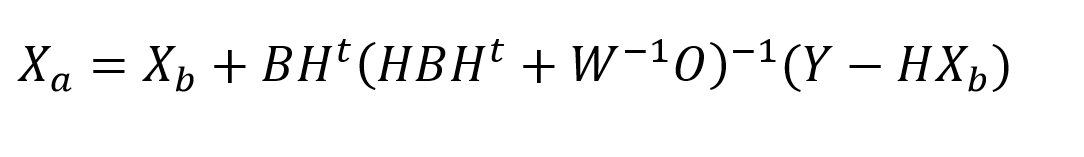 X_a = X_b + BH^t(HBH^t + W^{-1}O)^{-1}(Y − HX_b)